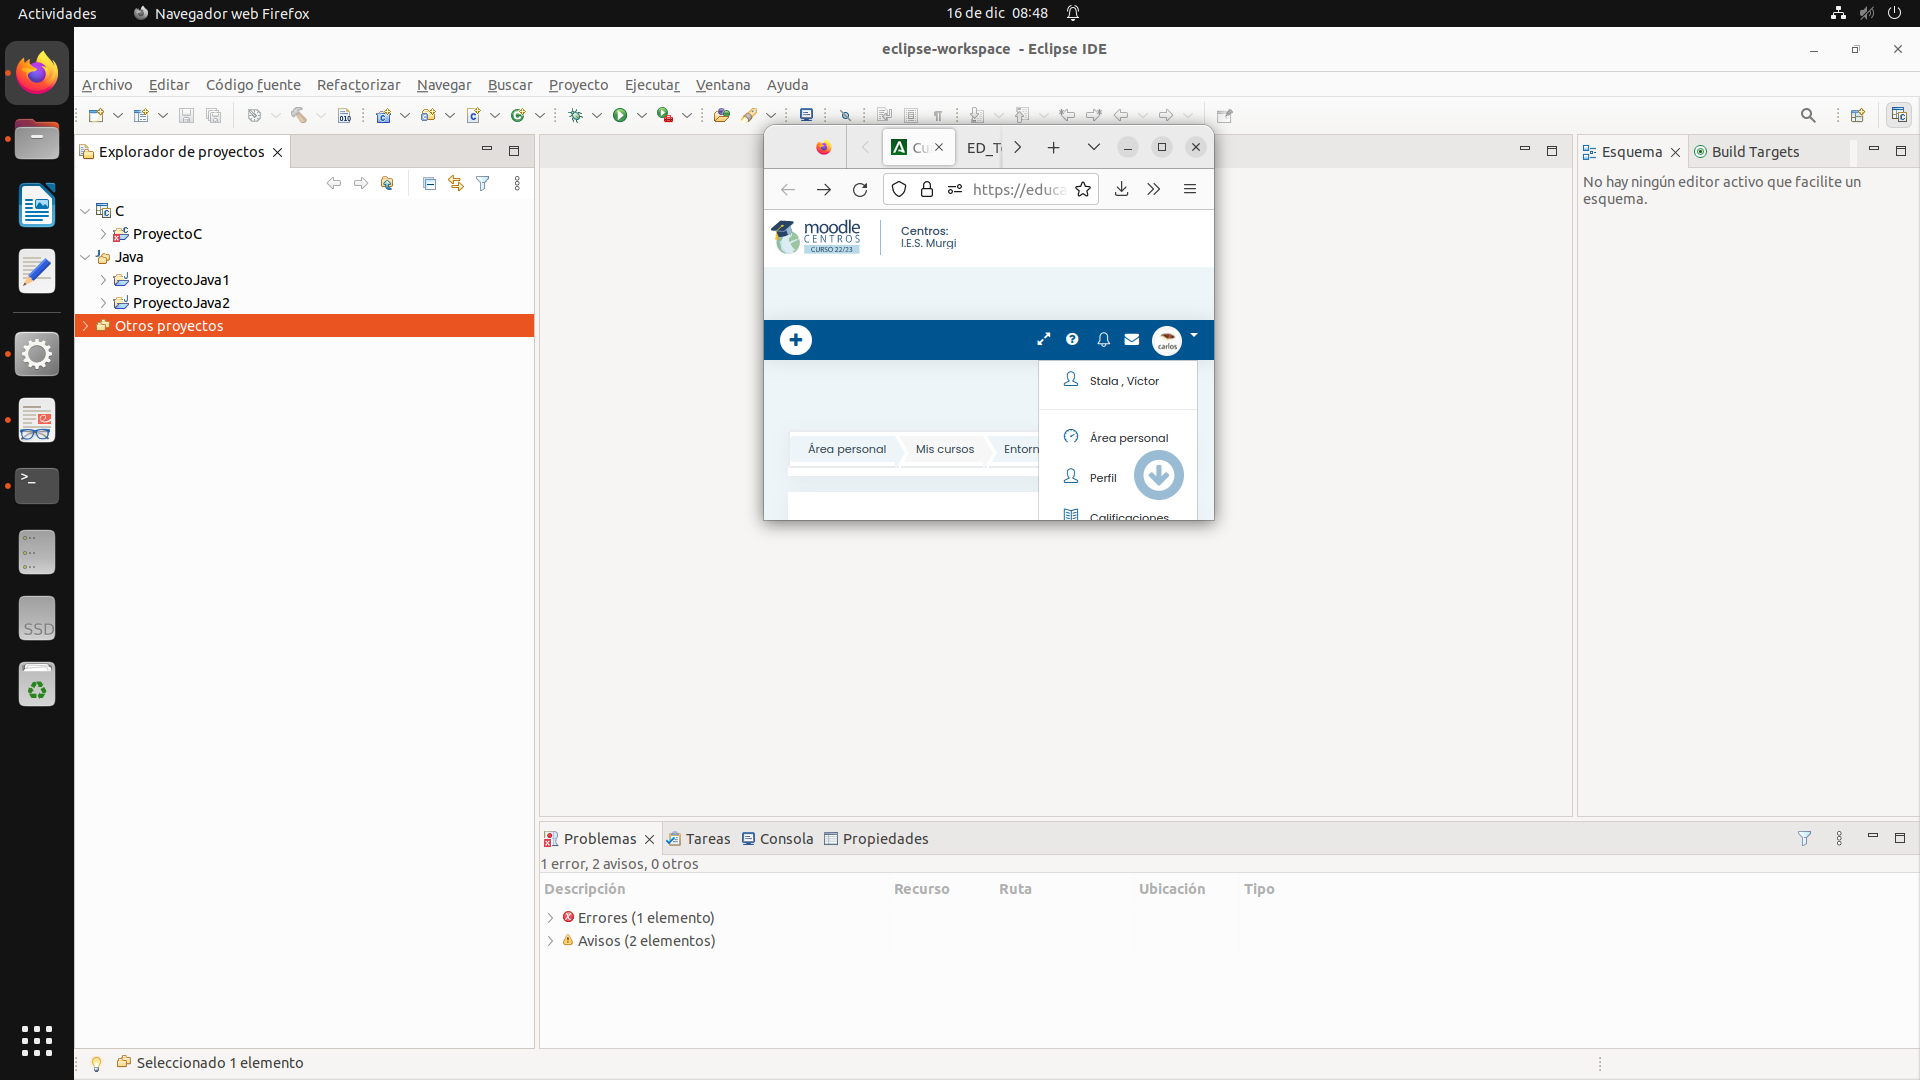 Actividades
Navegador web Firefox
16 de dic 08:48
eclipse-workspace - Eclipse IDE
Archivo Editar Código fuente Refactorizar Navegar Buscar Proyecto Ejecutar Ventana Ayuda
Explorador de proyectos
C
ProyectoC
Java
ProyectoJava1
ProyectoJava2
Otros proyectos
Cu
ED_T
https://educa
moodle
CENTROS
CURSO 22/23
Centros:
I.E.S. Murgi
carlos
Stala , Víctor
Área personal
Perfil
Calificaciones
Área personal Mis cursos Entorn
Esquema
Build Targets
No hay ningún editor activo que facilite un
esquema.
Problemas
Tareas
Consola
Propiedades
1 error, 2 avisos, 0 otros
Descripción Recurso Ruta Ubicación Tipo
Errores (1 elemento)
Avisos (2 elementos)
SSD
Seleccionado 1 elemento